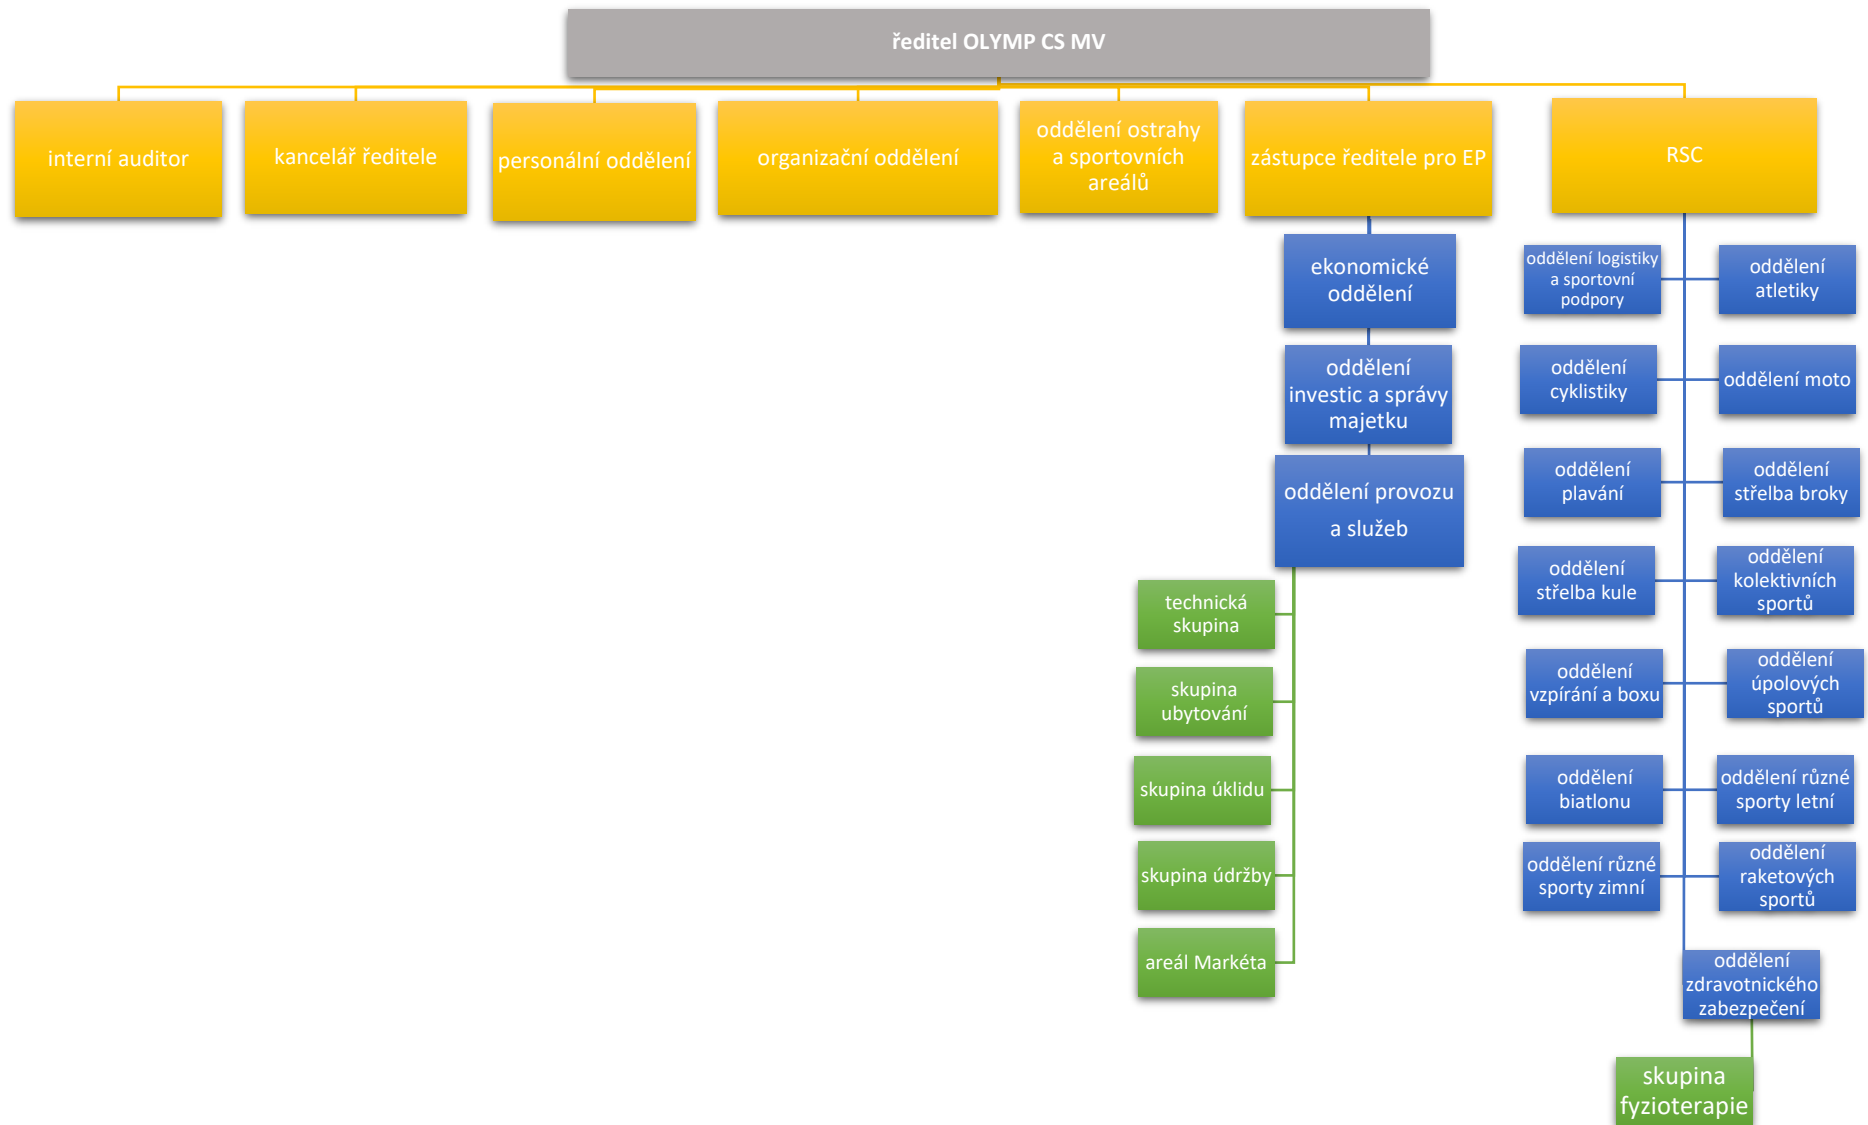 ředitel OLYMP CS MV
interní auditor
kancelář ředitele
personální oddělení
organizační oddělení
oddělení ostrahy
a sportovních
areálů
zástupce ředitele pro EP
RSC
ekonomické
oddělení
oddělení
investic a správy
majetku
oddělení provozu
a služeb
technická
skupina
skupina
ubytování
skupina úklidu
skupina údržby
areál Markéta
oddělení logistiky
a sportovní
podpory
oddělení
atletiky
oddělení
cyklistiky
oddělení moto
oddělení
plavání
oddělení
střelba broky
oddělení
střelba kule
oddělení
kolektivních
sportů
oddělení
vzpírání a boxu
oddělení
úpolových
sportů
oddělení
biatlonu
oddělení různé
sporty letní
oddělení různé
sporty zimní
oddělení
raketových
sportů
oddělení
zdravotnického
zabezpečení
skupina
fyzioterapie